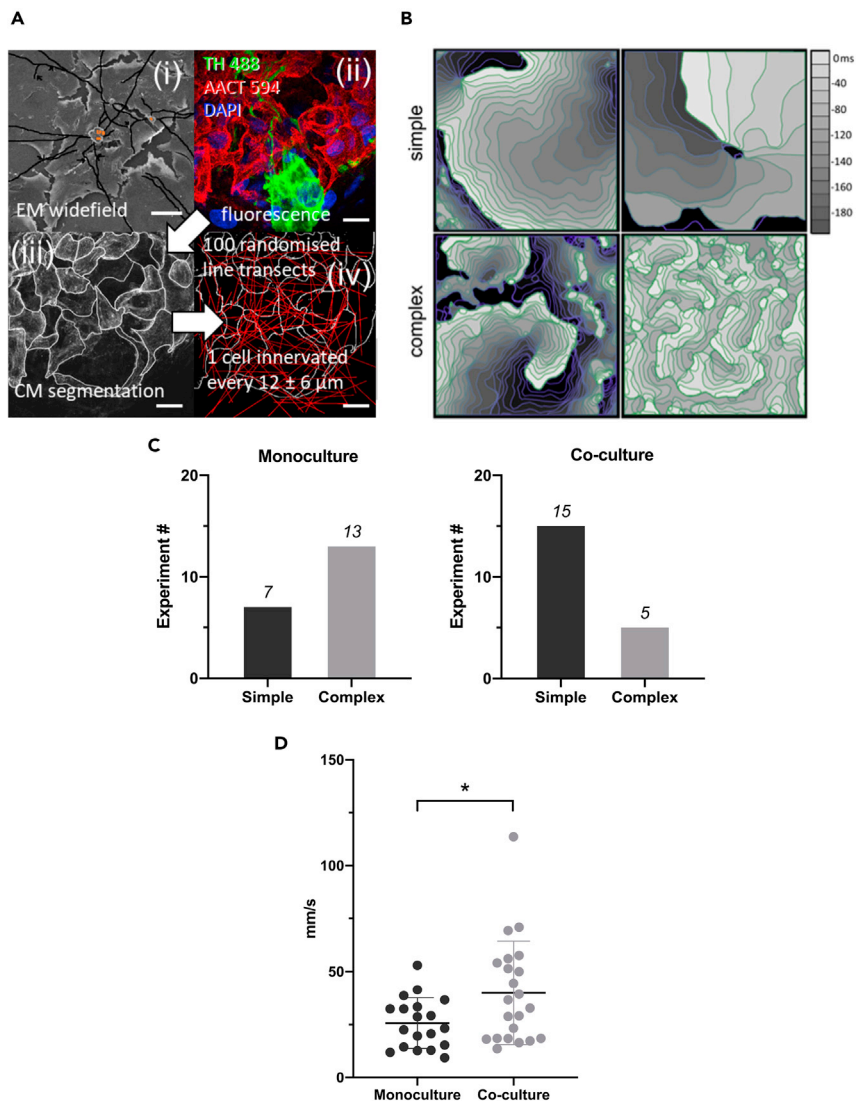 A
B
(i)
TH 488
AACT 594
DAPI
(ii)
EM widefield
fluorescence
(iii)
100 randomised
line transects
(iv)
1 cell innervated
every 12 ± 6 µm
CM segmentation
simple
complex
0ms
-40
-80
-120
-140
-160
-180
C
Monoculture
Experiment #
20
10
0
7
13
Simple
Complex
Co-culture
Experiment #
20
10
0
15
5
Simple
Complex
D
mm/s
150
100
50
0
*
Monoculture
Co-culture